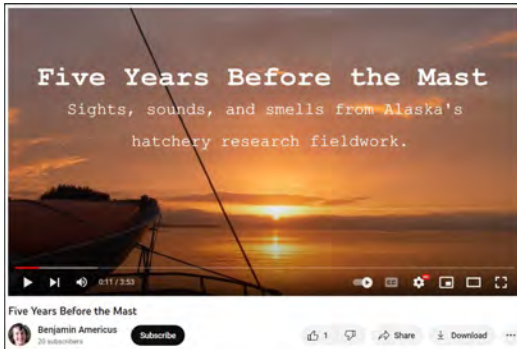 Five Years Before the Mast
Sights, sounds, and smells from Alaska's
hatchery research fieldwork.
0:11 / 3:53
Five Years Before the Mast
Benjamin Americus
20 subscribers
Subscribe
1
Share
Download